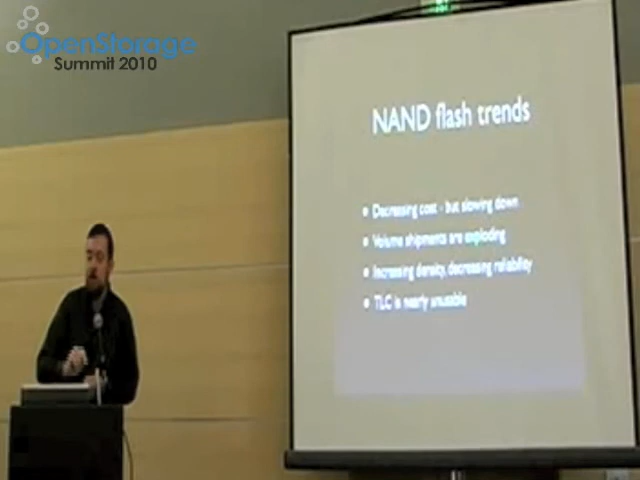 OpenStorage
Summit 2010
NAND flash trends
Decreasing cost - but slowing down
Volume shipments are exploding
Increasing density, decreasing reliability
TLC is nearly unusable